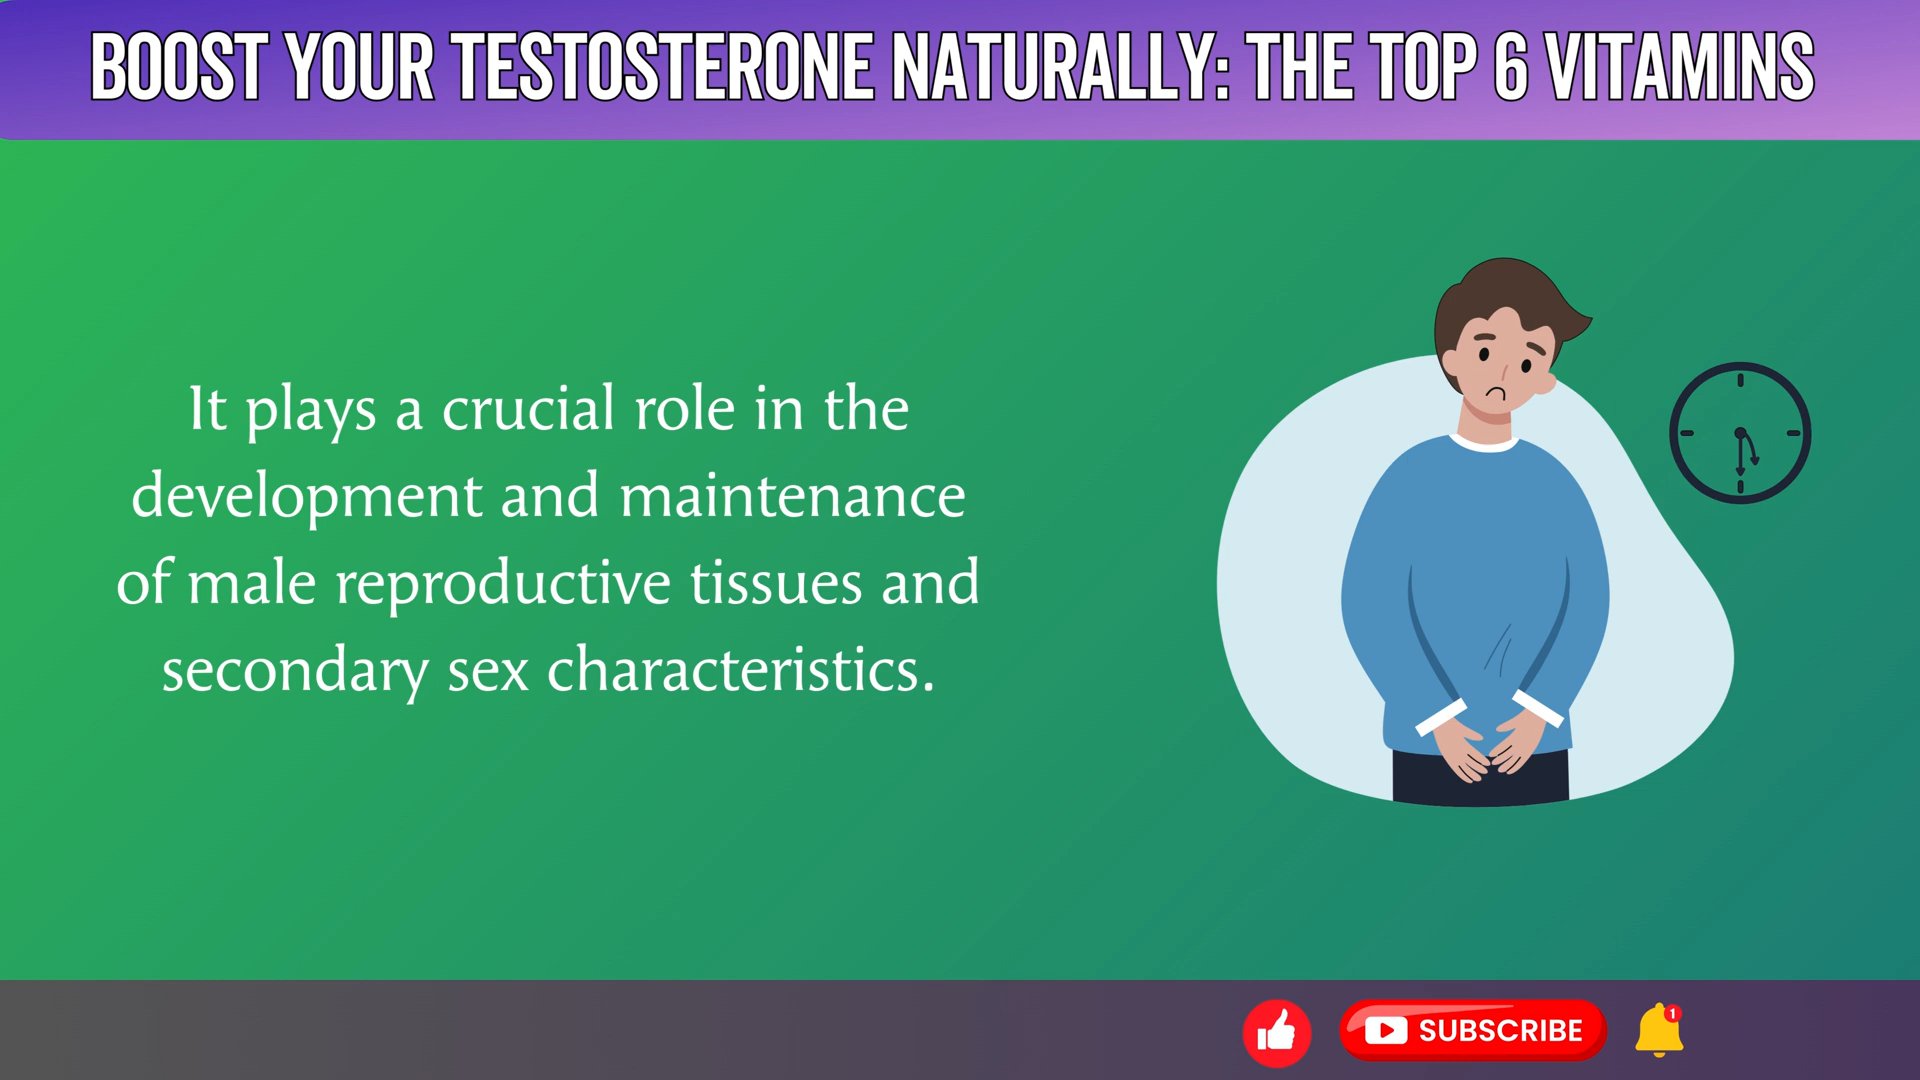 BOOST YOUR TESTOSTERONE NATURALLY: THE TOP 6 VITAMINS
It plays a crucial role in the
development and maintenance
of male reproductive tissues and
secondary sex characteristics.
SUBSCRIBE
1